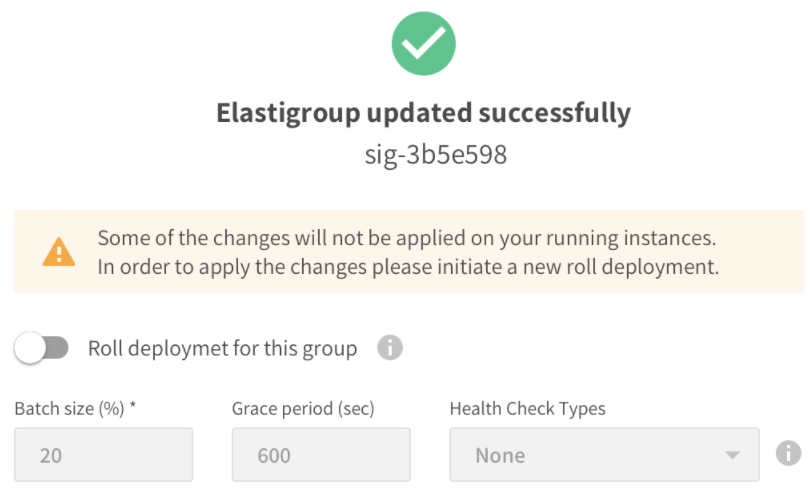 Elastigroup updated successfully
sig-3b5e598
Some of the changes will not be applied on your running instances.
In order to apply the changes please initiate a new roll deployment.
Roll deploymet for this group
Batch size (%) *
Grace period (sec)
Health Check Types
20
600
None